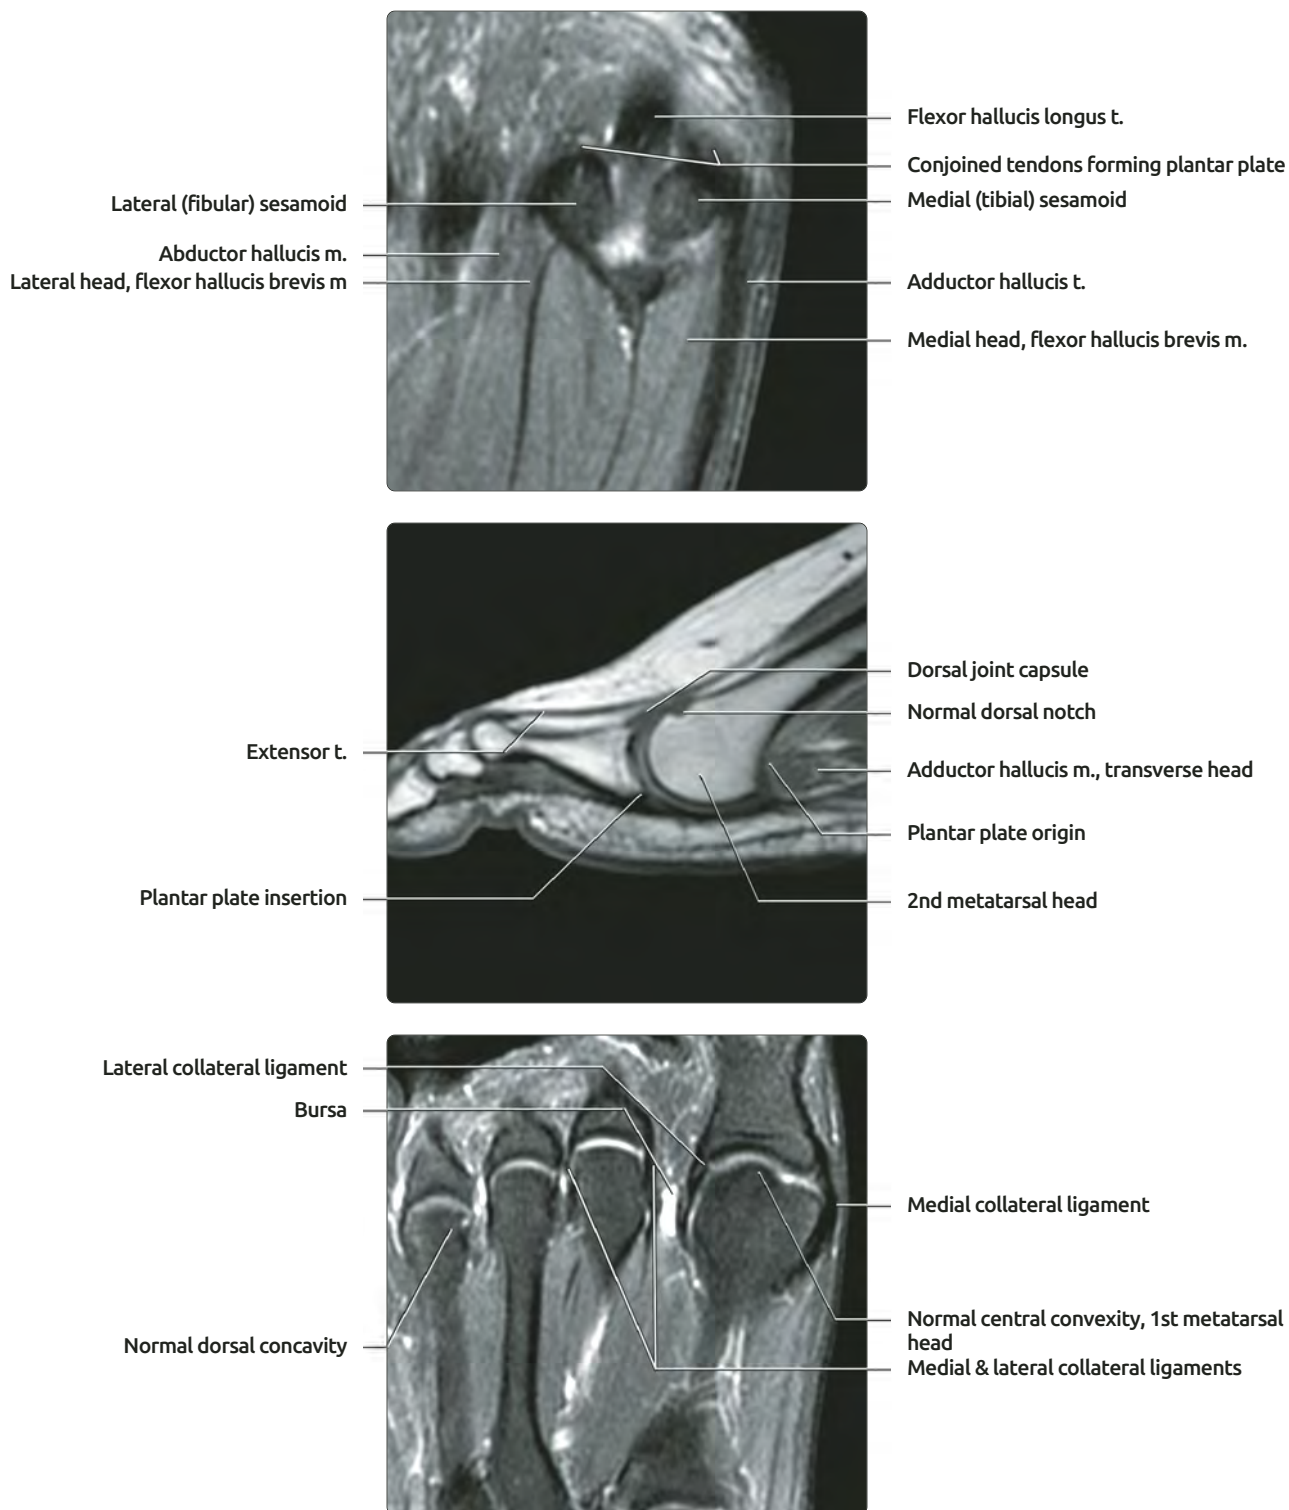 Flexor hallucis longus t.
Conjoined tendons forming plantar plate
Lateral (fibular) sesamoid
Medial (tibial) sesamoid
Abductor hallucis m.
Lateral head, flexor hallucis brevis m
Adductor hallucis t.
Medial head, flexor hallucis brevis m.
Dorsal joint capsule
Normal dorsal notch
Extensor t.
Adductor hallucis m., transverse head
Plantar plate origin
Plantar plate insertion
2nd metatarsal head
Lateral collateral ligament
Bursa
Medial collateral ligament
Normal central convexity, 1st metatarsal
head
Normal dorsal concavity
Medial & lateral collateral ligaments